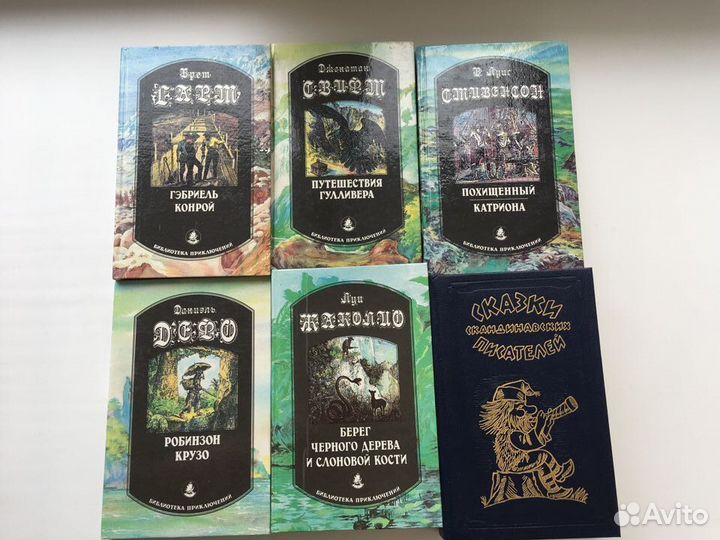 Брет
ГАРТ
ГЭБРИЕЛЬ
КОНРОЙ
БИБЛИОТЕКА ПРИКЛЮЧЕНИЙ
Джонатан
СВИФТ
ПУТЕШЕСТВИЯ
ГУЛЛИВЕРА
БИБЛИОТЕКА ПРИКЛЮЧЕНИЙ
Р. Луис
СТИВЕНСОН
ПОХИЩЕННЫЙ
КАТРИОНА
БИБЛИОТЕКА ПРИКЛЮЧЕНИЙ
Даниэль
ДЕФО
РОБИНЗОН
КРУЗО
БИБЛИОТЕКА ПРИКЛЮЧЕНИЙ
Луи
ЖАКОЛИО
БЕРЕГ
ЧЕРНОГО ДЕРЕВА
И СЛОНОВОЙ КОСТИ
БИБЛИОТЕКА ПРИКЛЮЧЕНИЙ
СКАЗКИ
СКАНДИНАВСКИХ
ПИСАТЕЛЕЙ
Avito